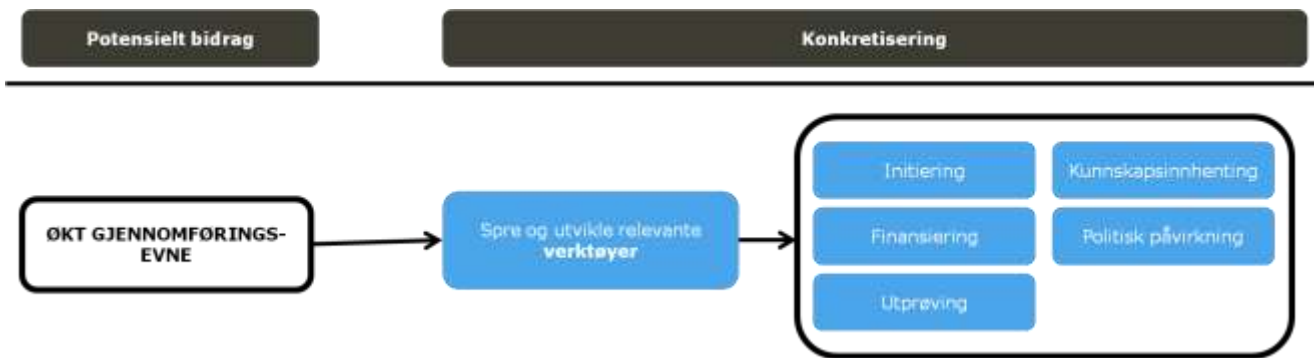 Potensielt bidrag
Konkretisering
ØKT GJENNOMFØRINGS-
EVNE
Spre og utvikle relevante
verktøyer
Initiering
Kunnskapsinnhenting
Finansiering
Politisk påvirkning
Utprøving